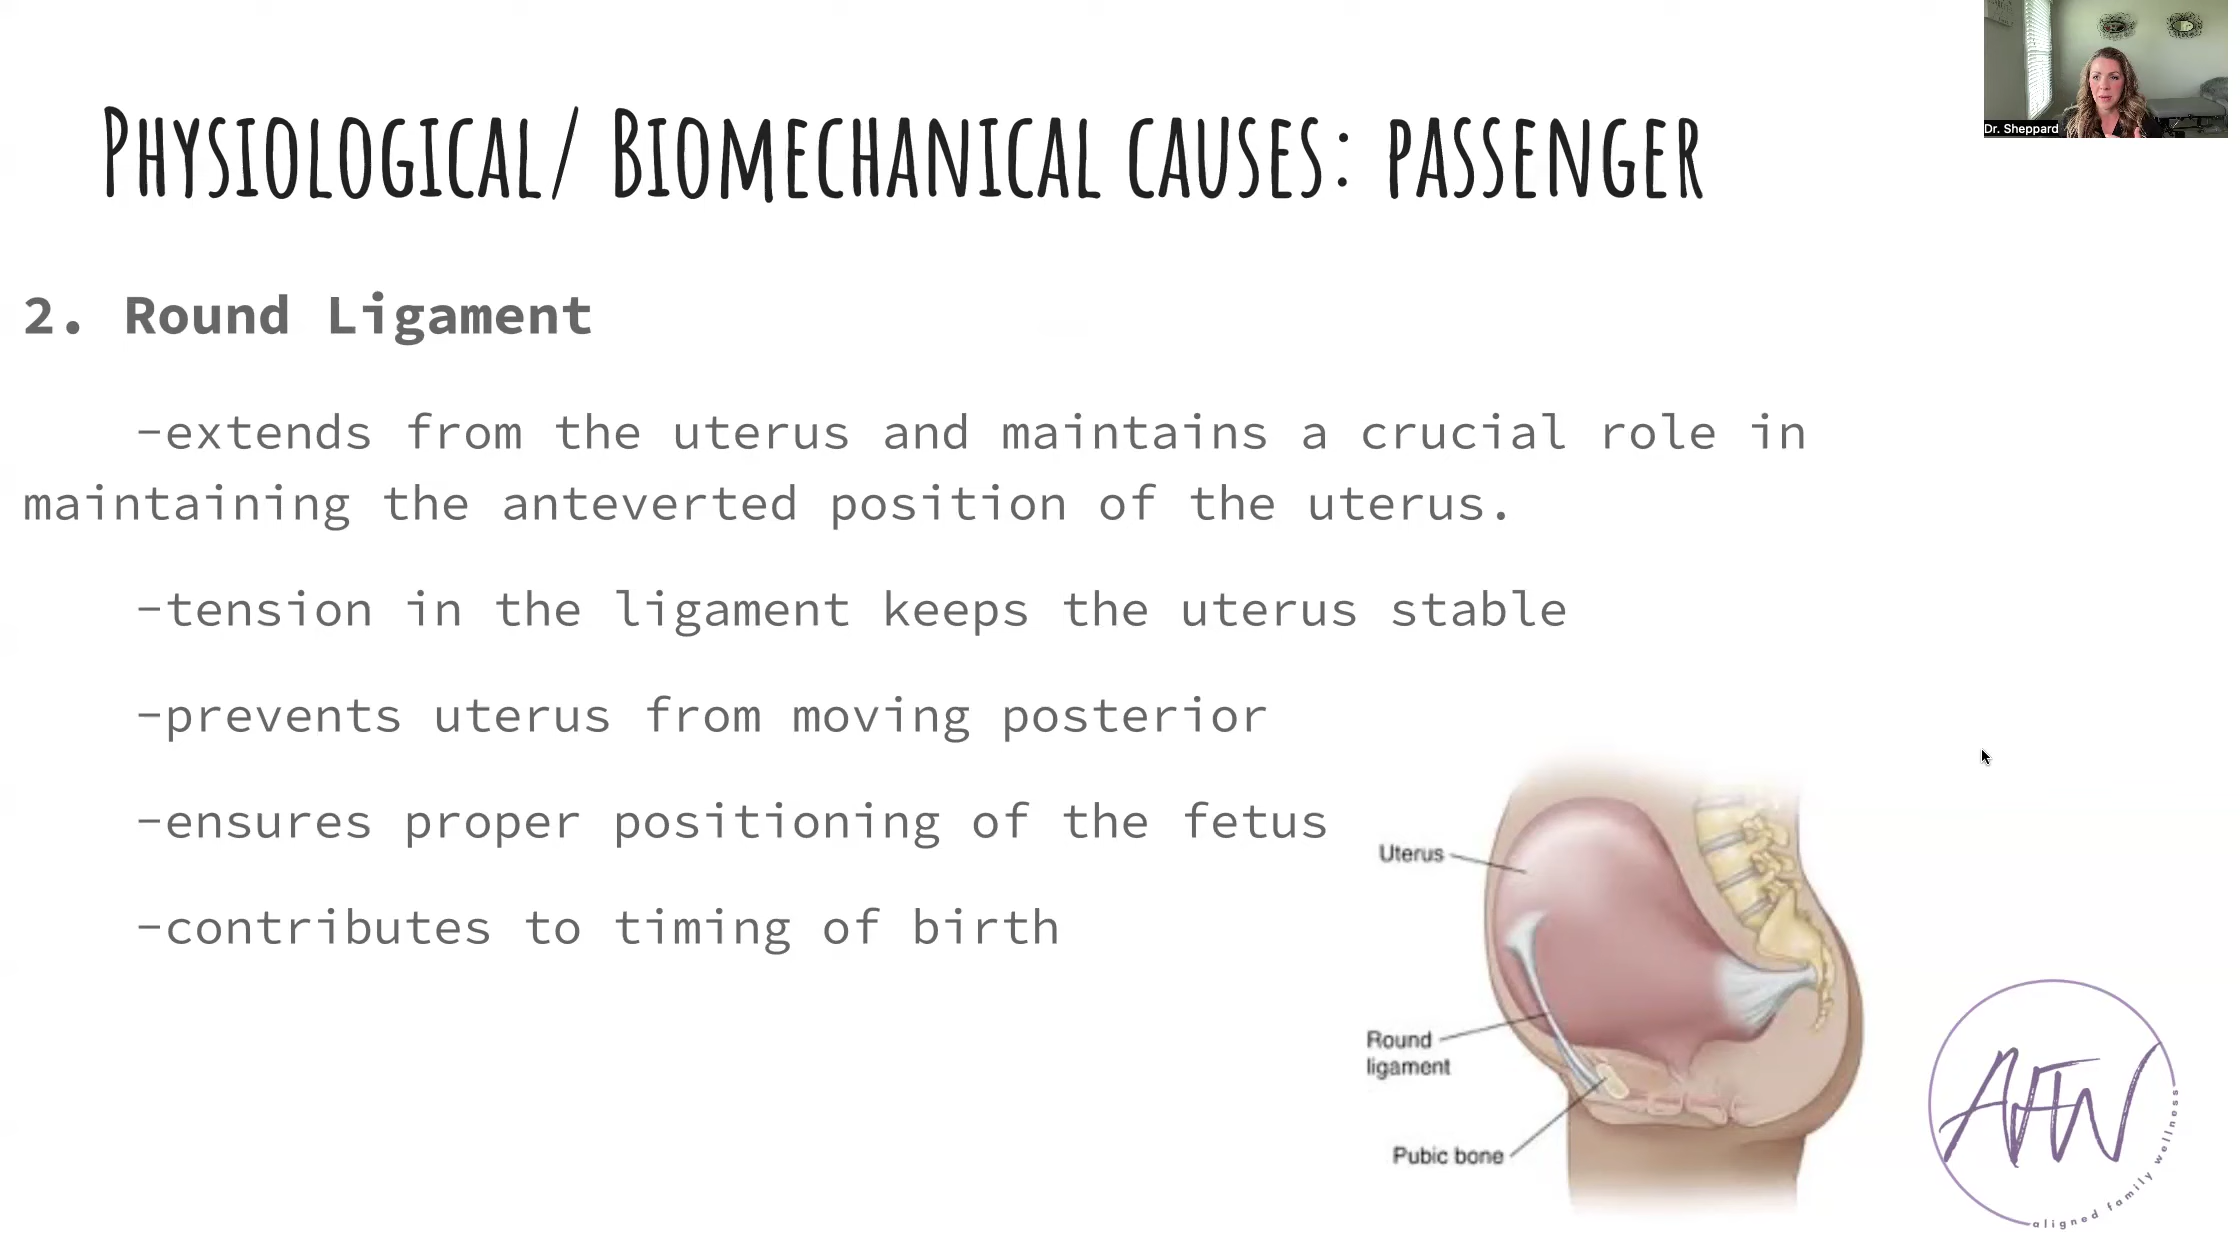 Dr. Sheppard
PHYSIOLOGICAL/ BIOMECHANICAL CAUSES: PASSENGER
2. Round Ligament
-extends from the uterus and maintains a crucial role in
maintaining the anteverted position of the uterus.
-tension in the ligament keeps the uterus stable
-prevents uterus from moving posterior
-ensures proper positioning of the fetus
-contributes to timing of birth
Uterus
Round
ligament
Pubic bone
AFW
aligned family wellness